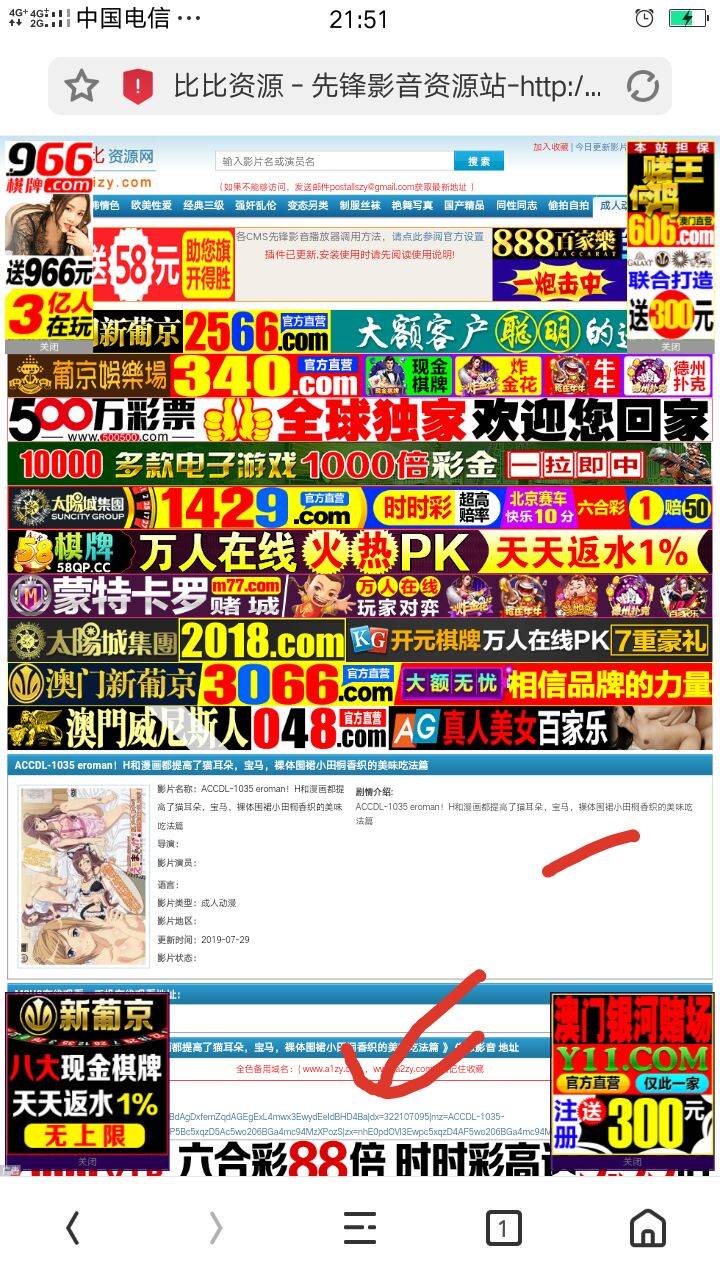 中国电信
21:51
比比资源 - 先锋影音资源站-http:/...
966
棋牌.com
送966元
3亿人在玩
关闭
比 资源网
izy.com
输入影片名或演员名
搜 索
加入收藏 | 今日更新影片
(如果不能够访问，发送邮件postallszy@gmail.com获取最新地址 )
欧美性爱 经典三级 强奸乱伦 变态另类 制服丝袜 艳舞写真 国产精品 同性同志 偷拍自拍 成人动
本站担保
赌王
606.com
澳门直营
联合打造
送300元
关闭
送58元
助您旗开得胜
各CMS先锋影音播放器调用方法，请点此参阅官方设置
插件已更新,安装使用时请先阅读使用说明!
888百家樂
BACCARAT
一炮击中
新葡京 2566.com 官方直营 大额客户 聪明的
葡京娱樂場 340.com 官方直营 现金棋牌 炸金花 牛牛 德州扑克
500万彩票 全球独家 欢迎您回家
www.500500.com
10000 多款电子游戏 1000倍彩金 一拉即中
太陽城集團 SUNCITY GROUP 1429.com 官方直营 时时彩 超高赔率 北京赛车 快乐10分 六合彩 1赔50
58棋牌 58QP.CC 万人在线 火热PK 天天返水1%
蒙特卡罗 m77.com 赌城 万人在线 玩家对弈
太陽城集團 2018.com KG 开元棋牌 万人在线PK 7重豪礼
澳门新葡京 3066.com 官方直营 大额无忧 相信品牌的力量
澳門威尼斯人 048.com 官方直营 AG 真人美女 百家乐
ACCDL-1035 eroman！H和漫画都提高了猫耳朵，宝马，裸体围裙小田桐香织的美味吃法篇
影片名称：ACCDL-1035 eroman！H和漫画都提高了猫耳朵，宝马，裸体围裙小田桐香织的美味吃法篇
导演：
影片演员：
语言：
影片类型：成人动漫
影片地区：
更新时间：2019-07-29
影片状态：
剧情介绍:
ACCDL-1035 eroman！H和漫画都提高了猫耳朵，宝马，裸体围裙小田桐香织的美味吃法篇
都提高了猫耳朵，宝马，裸体围裙小田桐香织的美味吃法篇 》
影音 地址
全色备用域名：( www.a1zy.c
记住收藏
BdAgDxfemZqdAGEgExL4mwx3EwydEeldBHD4Ba|dx=322107095|mz=ACCDL-1035-
新葡京
八大现金棋牌
天天返水1%
无上限
关闭
澳门银河赌场
Y11.COM
官方直营 仅此一家
注册送300元
关闭
六合彩88倍 时时彩高
1